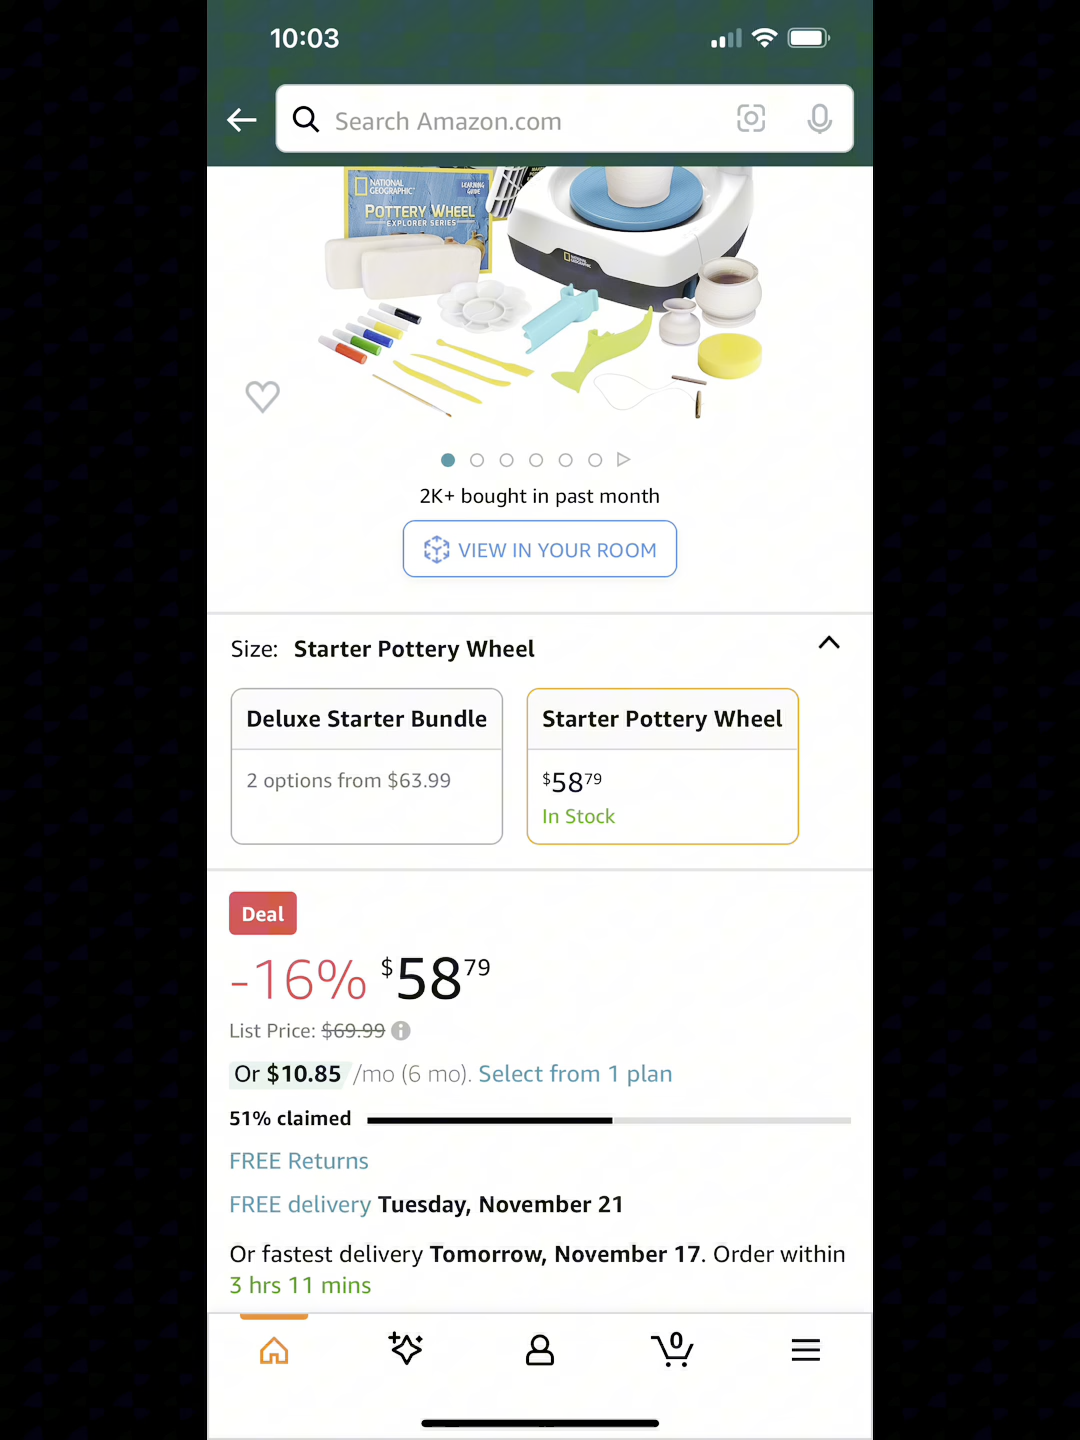 10:03
Search Amazon.com
NATIONAL
GEOGRAPHIC
LEARNING
GUIDE
POTTERY WHEEL
EXPLORER SERIES
2K+ bought in past month
VIEW IN YOUR ROOM
Size: Starter Pottery Wheel
Deluxe Starter Bundle
2 options from $63.99
Starter Pottery Wheel
$5879
In Stock
Deal
-16% $5879
List Price: $69.99
Or $10.85 /mo (6 mo). Select from 1 plan
51% claimed
FREE Returns
FREE delivery Tuesday, November 21
Or fastest delivery Tomorrow, November 17. Order within
3 hrs 11 mins
0